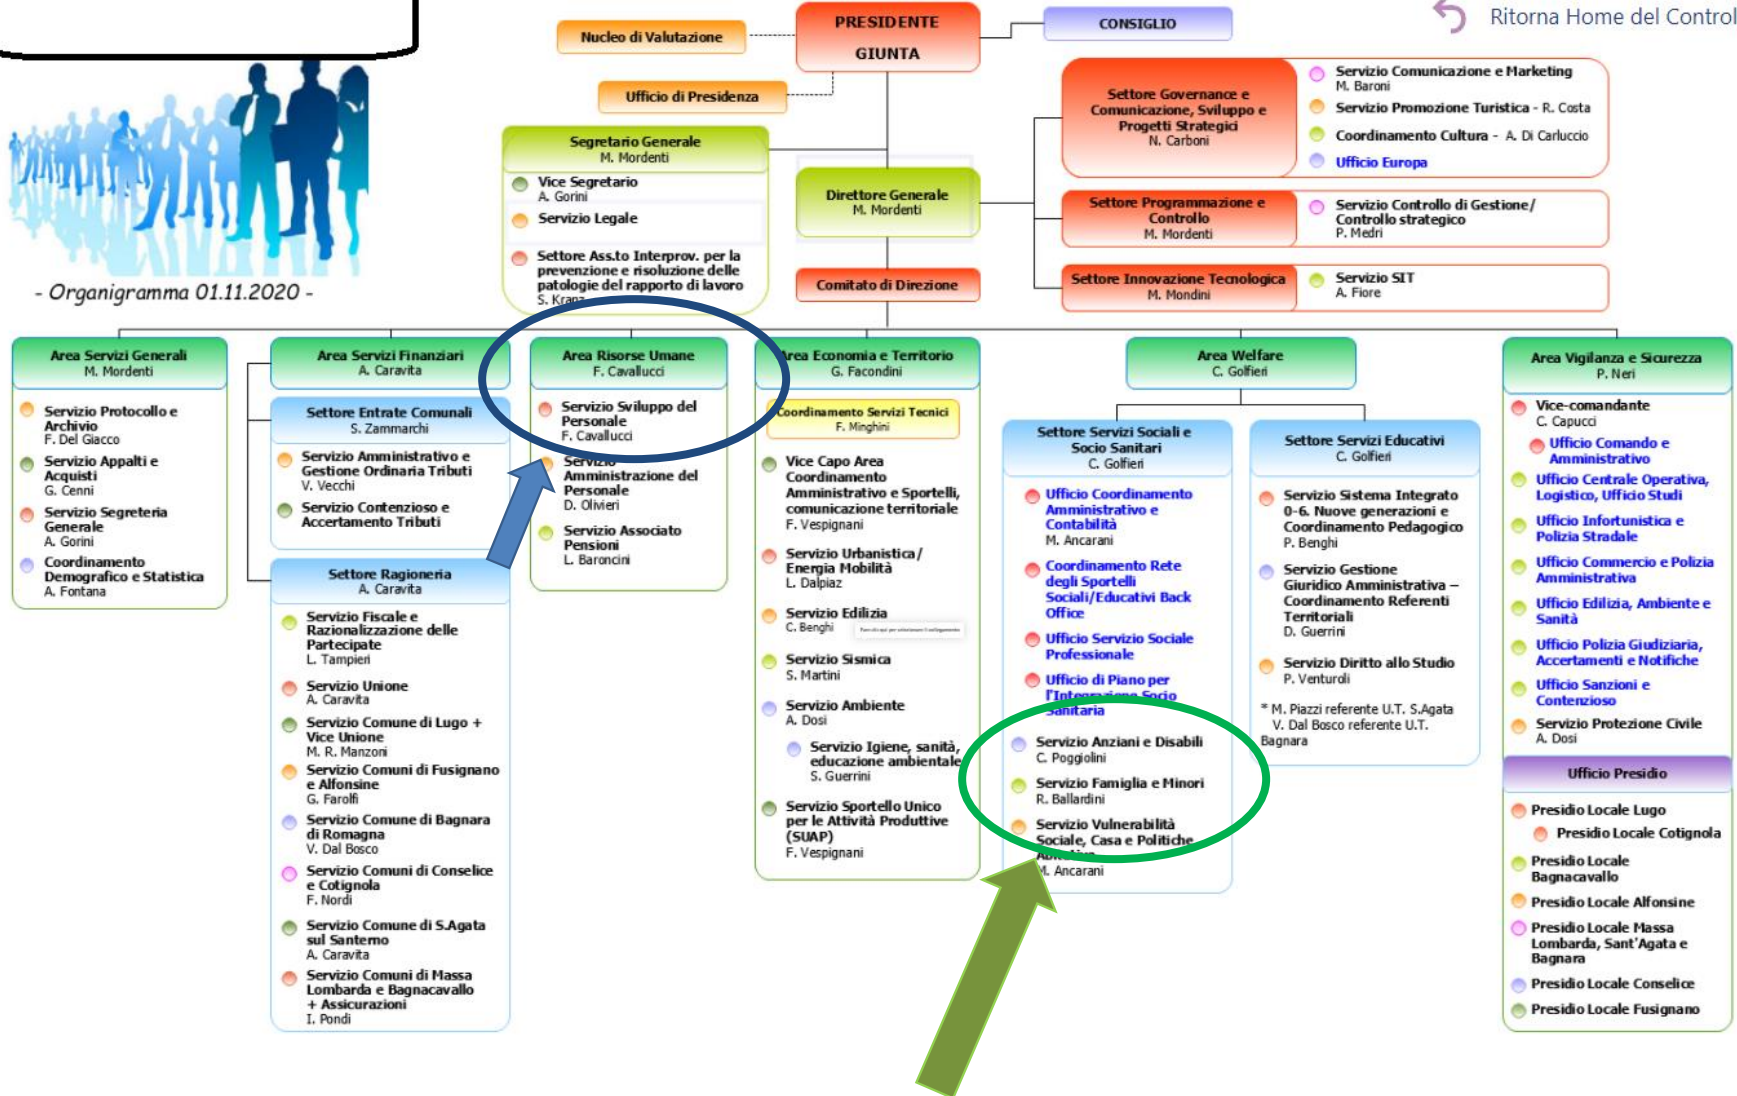 Ritorna Home del Control
PRESIDENTE
GIUNTA
Nucleo di Valutazione
CONSIGLIO
Ufficio di Presidenza
Segretario Generale
M. Mordenti
Vice Segretario
A. Gorini
Servizio Legale
Settore Ass.to Interprov. per la
prevenzione e risoluzione delle
patologie del rapporto di lavoro
S. Kranz
Direttore Generale
M. Mordenti
Comitato di Direzione
Settore Governance e
Comunicazione, Sviluppo e
Progetti Strategici
N. Carboni
Servizio Comunicazione e Marketing
M. Baroni
Servizio Promozione Turistica - R. Costa
Coordinamento Cultura - A. Di Carluccio
Ufficio Europa
Settore Programmazione e
Controllo
M. Mordenti
Servizio Controllo di Gestione/
Controllo strategico
P. Medri
Settore Innovazione Tecnologica
M. Mondini
Servizio SIT
A. Fiore
- Organigramma 01.11.2020 -
Area Servizi Generali
M. Mordenti
Servizio Protocollo e
Archivio
F. Del Giacco
Servizio Appalti e
Acquisti
G. Cenni
Servizio Segreteria
Generale
A. Gorini
Coordinamento
Demografico e Statistica
A. Fontana
Area Servizi Finanziari
A. Caravita
Settore Entrate Comunali
S. Zammarchi
Servizio Amministrativo e
Gestione Ordinaria Tributi
V. Vecchi
Servizio Contenzioso e
Accertamento Tributi
Settore Ragioneria
A. Caravita
Servizio Fiscale e
Razionalizzazione delle
Partecipate
L. Tampieri
Servizio Unione
A. Caravita
Servizio Comune di Lugo +
Vice Unione
M. R. Manzoni
Servizio Comuni di Fusignano
e Alfonsine
G. Farolfi
Servizio Comune di Bagnara
di Romagna
V. Dal Bosco
Servizio Comuni di Conselice
e Cotignola
F. Nordi
Servizio Comune di S.Agata
sul Santerno
A. Caravita
Servizio Comuni di Massa
Lombarda e Bagnacavallo
+ Assicurazioni
I. Pondi
Area Risorse Umane
F. Cavallucci
Servizio Sviluppo del
Personale
F. Cavallucci
Servizio
Amministrazione del
Personale
D. Olivieri
Servizio Associato
Pensioni
L. Baroncini
Area Economia e Territorio
G. Facondini
Coordinamento Servizi Tecnici
F. Minghini
Vice Capo Area
Coordinamento
Amministrativo e Sportelli,
comunicazione territoriale
F. Vespignani
Servizio Urbanistica/
Energia Mobilità
L. Dalpiaz
Servizio Edilizia
C. Benghi
Servizio Sismica
S. Martini
Servizio Ambiente
A. Dosi
Servizio Igiene, sanità,
educazione ambientale
S. Guerrini
Servizio Sportello Unico
per le Attività Produttive
(SUAP)
F. Vespignani
Area Welfare
C. Golfieri
Settore Servizi Sociali e
Socio Sanitari
C. Golfieri
Ufficio Coordinamento
Amministrativo e
Contabilità
M. Ancarani
Coordinamento Rete
degli Sportelli
Sociali/Educativi Back
Office
Ufficio Servizio Sociale
Professionale
Ufficio di Piano per
l'Integrazione Socio
Sanitaria
Servizio Anziani e Disabili
C. Poggiolini
Servizio Famiglia e Minori
R. Ballardini
Servizio Vulnerabilità
Sociale, Casa e Politiche
M. Ancarani
Settore Servizi Educativi
C. Golfieri
Servizio Sistema Integrato
0-6. Nuove generazioni e
Coordinamento Pedagogico
P. Benghi
Servizio Gestione
Giuridico Amministrativa –
Coordinamento Referenti
Territoriali
D. Guerrini
Servizio Diritto allo Studio
P. Venturoli
* M. Piazzi referente U.T. S.Agata
V. Dal Bosco referente U.T.
Bagnara
Area Vigilanza e Sicurezza
P. Neri
Vice-comandante
C. Capucci
Ufficio Comando e
Amministrativo
Ufficio Centrale Operativa,
Logistico, Ufficio Studi
Ufficio Infortunistica e
Polizia Stradale
Ufficio Commercio e Polizia
Amministrativa
Ufficio Edilizia, Ambiente e
Sanità
Ufficio Polizia Giudiziaria,
Accertamenti e Notifiche
Ufficio Sanzioni e
Contenzioso
Servizio Protezione Civile
A. Dosi
Ufficio Presidio
Presidio Locale Lugo
Presidio Locale Cotignola
Presidio Locale
Bagnacavallo
Presidio Locale Alfonsine
Presidio Locale Massa
Lombarda, Sant'Agata e
Bagnara
Presidio Locale Conselice
Presidio Locale Fusignano